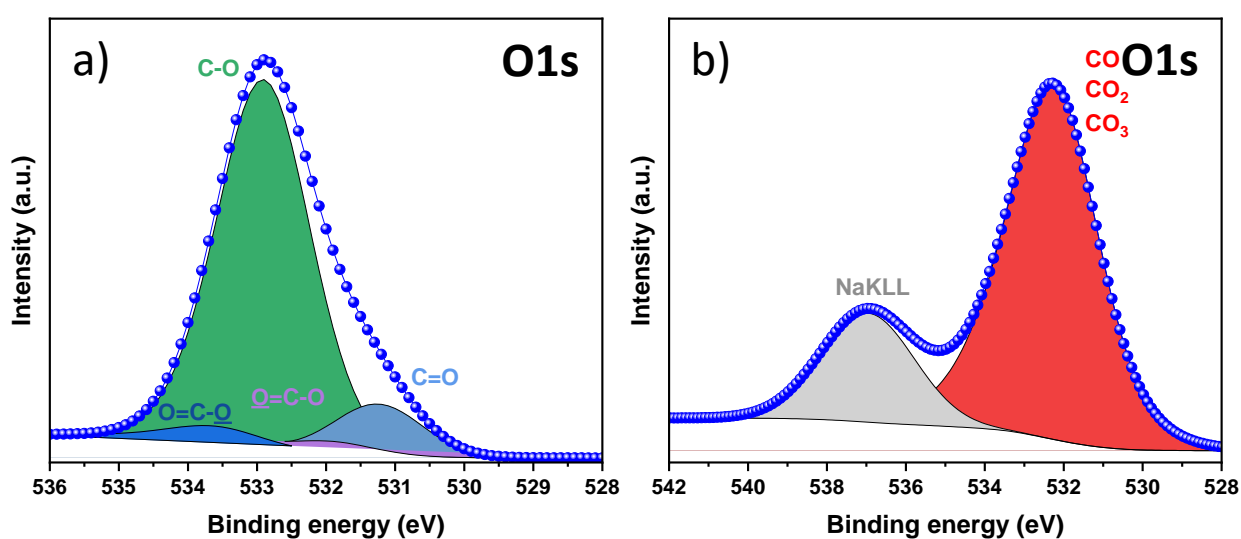 a)
O1s
C-O
O=C-O
O=C-O
C=O
Intensity (a.u.)
536 535 534 533 532 531 530 529 528
Binding energy (eV)
b)
O1s
CO
CO₂
CO₃
NaKLL
Intensity (a.u.)
542 540 538 536 534 532 530 528
Binding energy (eV)